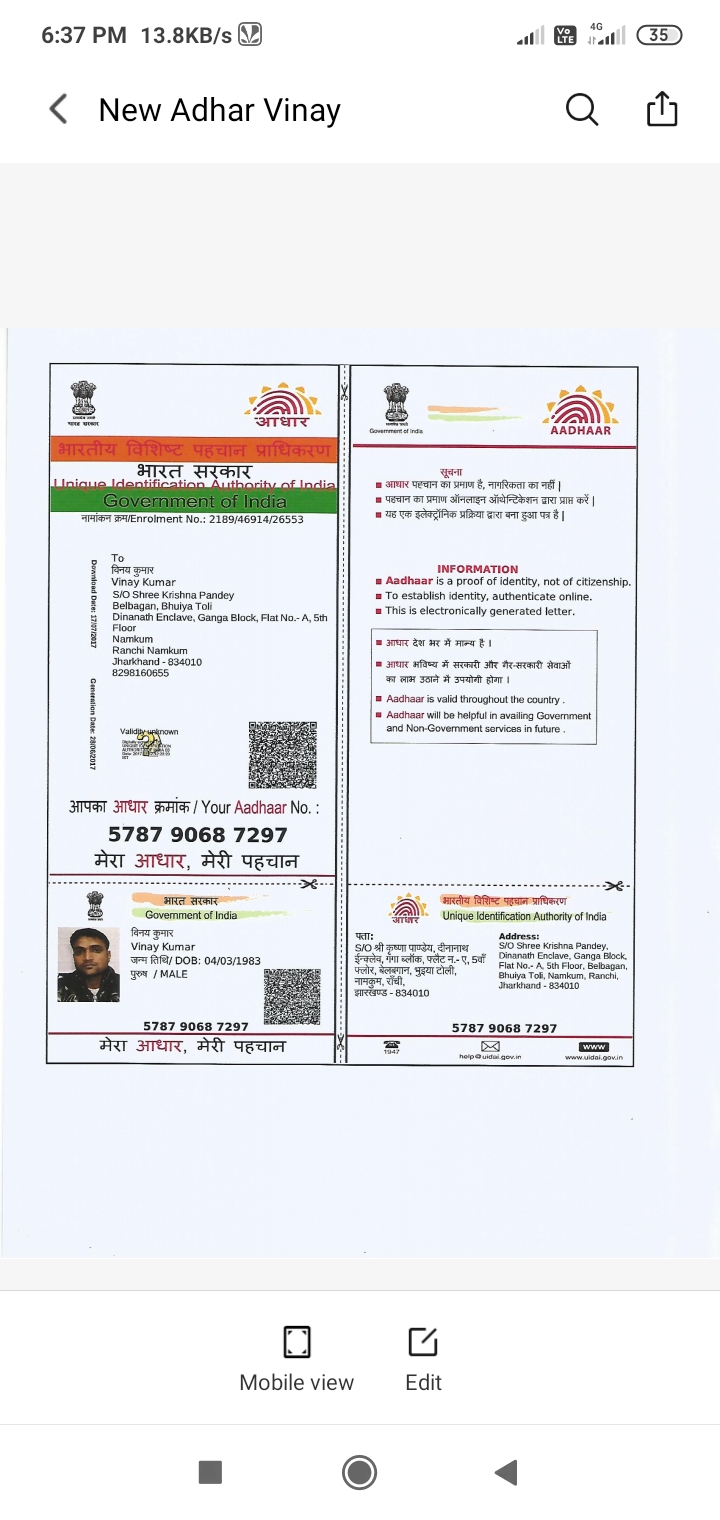 6:37 PM 13.8KB/s Vo LTE 4G 35
New Adhar Vinay
भारत सरकार
आधार
भारतीय विशिष्ट पहचान प्राधिकरण
भारत सरकार
Unique Identification Authority of India
Government of India
नामांकन क्रम/Enrolment No.: 2189/46914/26553
Download Date: 17/07/2017
Generation Date: 28/06/2017
To
विनय कुमार
Vinay Kumar
S/O Shree Krishna Pandey
Belbagan, Bhuiya Toli
Dinanath Enclave, Ganga Block, Flat No.- A, 5th
Floor
Namkum
Ranchi Namkum
Jharkhand - 834010
8298160655
Validity unknown
आपका आधार क्रमांक / Your Aadhaar No. :
5787 9068 7297
मेरा आधार, मेरी पहचान
Government of India
AADHAAR
सूचना
आधार पहचान का प्रमाण है, नागरिकता का नहीं |
पहचान का प्रमाण ऑनलाइन ऑथेन्टिकेशन द्वारा प्राप्त करें |
यह एक इलेक्ट्रॉनिक प्रक्रिया द्वारा बना हुआ पत्र है |
INFORMATION
Aadhaar is a proof of identity, not of citizenship.
To establish identity, authenticate online.
This is electronically generated letter.
आधार देश भर में मान्य है ।
आधार भविष्य में सरकारी और गैर-सरकारी सेवाओं
का लाभ उठाने में उपयोगी होगा ।
Aadhaar is valid throughout the country .
Aadhaar will be helpful in availing Government
and Non-Government services in future .
भारत सरकार
Government of India
विनय कुमार
Vinay Kumar
जन्म तिथि/ DOB: 04/03/1983
पुरुष / MALE
5787 9068 7297
मेरा आधार, मेरी पहचान
आधार
भारतीय विशिष्ट पहचान प्राधिकरण
Unique Identification Authority of India
पता:
S/O श्री कृष्णा पाण्डेय, दीनानाथ
ईन्क्लेव, गंगा ब्लॉक, फ्लैट न.- ए, 5वाँ
फ्लोर, बेलबगान, भुइया टोली,
नामकुम, राँची,
झारखण्ड - 834010
Address:
S/O Shree Krishna Pandey,
Dinanath Enclave, Ganga Block,
Flat No.- A, 5th Floor, Belbagan,
Bhuiya Toli, Namkum, Ranchi,
Jharkhand - 834010
5787 9068 7297
1947
help@uidai.gov.in
www
www.uidai.gov.in
Mobile view
Edit